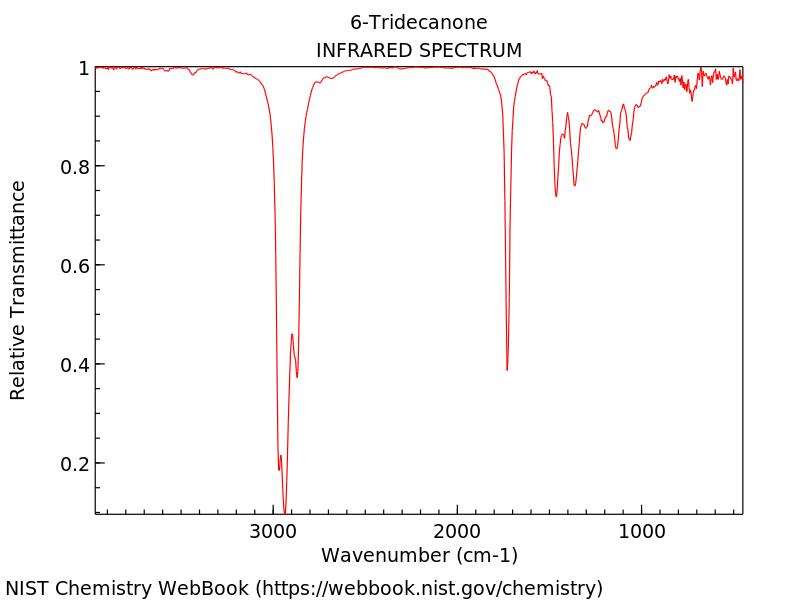 6-Tridecanone
INFRARED SPECTRUM
1
0.8
0.6
0.4
0.2
Relative Transmittance
3000 2000 1000
Wavenumber (cm-1)
NIST Chemistry WebBook (https://webbook.nist.gov/chemistry)